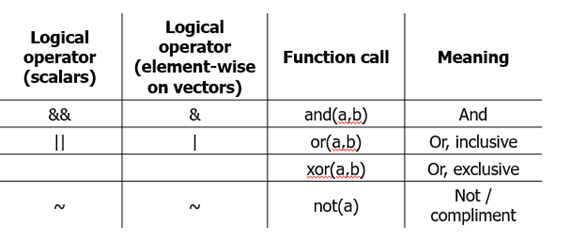 Logical operator (scalars) Logical operator (element-wise on vectors) Function call Meaning
&& & and(a,b) And
|| | or(a,b) Or, inclusive
xor(a,b) Or, exclusive
~ ~ not(a) Not / compliment